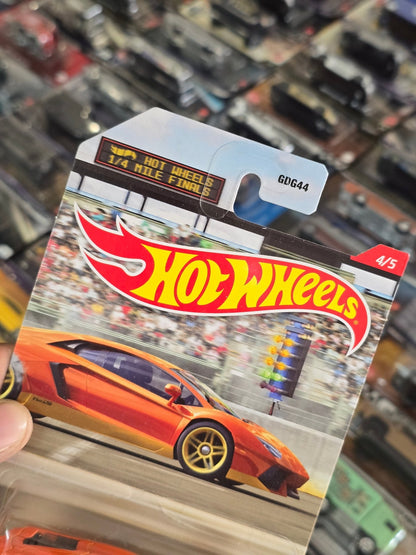 HOT WHEELS
1/4 MILE FINALS
GDG44
4/5
HOT WHEELS